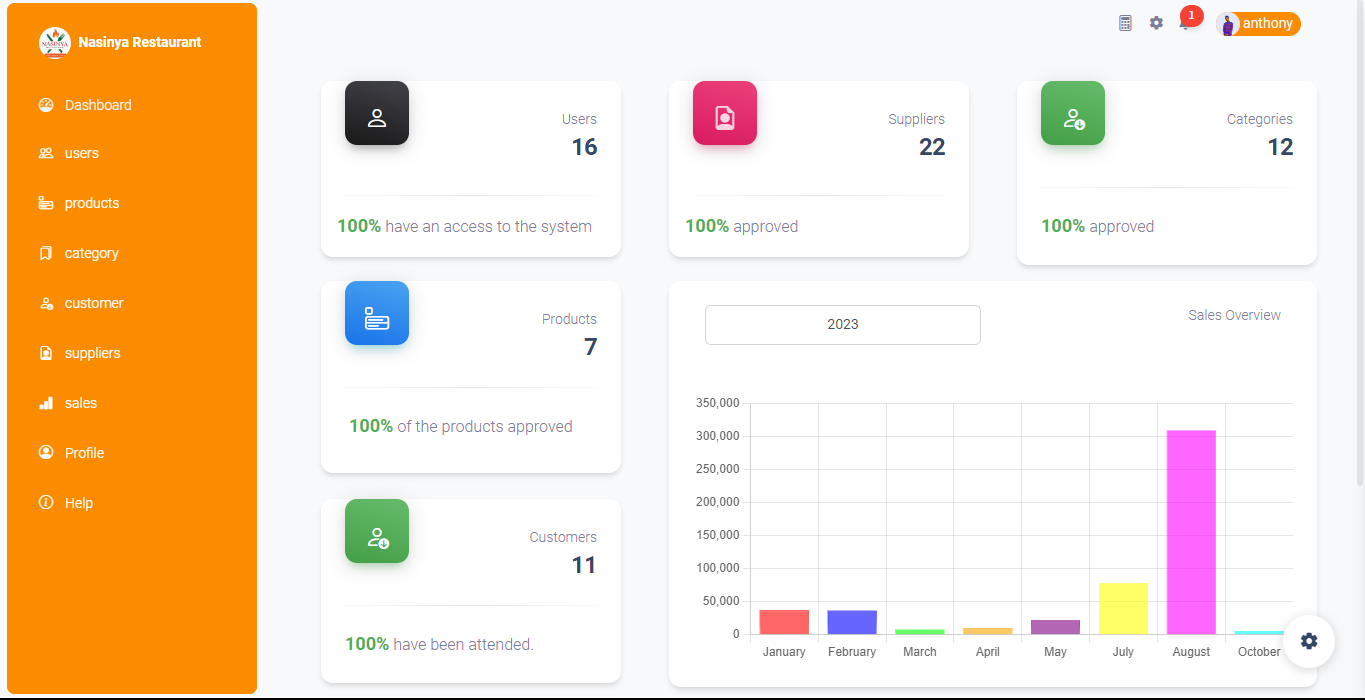 Nasinya Restaurant
Dashboard
users
products
category
customer
suppliers
sales
Profile
Help
1
anthony
Users
16
100% have an access to the system
Suppliers
22
100% approved
Categories
12
100% approved
Products
7
100% of the products approved
Customers
11
100% have been attended.
2023
Sales Overview
350,000
300,000
250,000
200,000
150,000
100,000
50,000
0
January February March April May July August October